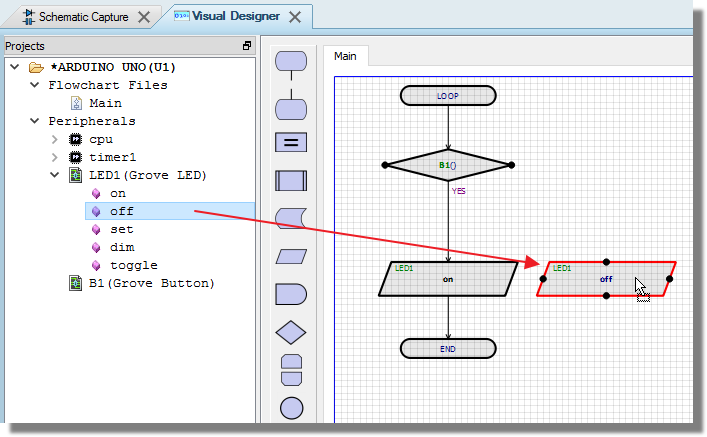 Schematic Capture
Visual Designer
Projects
*ARDUINO UNO(U1)
Flowchart Files
Main
Peripherals
cpu
timer1
LED1(Grove LED)
on
off
set
dim
toggle
B1(Grove Button)
Main
LOOP
B1()
YES
LED1
on
LED1
off
END